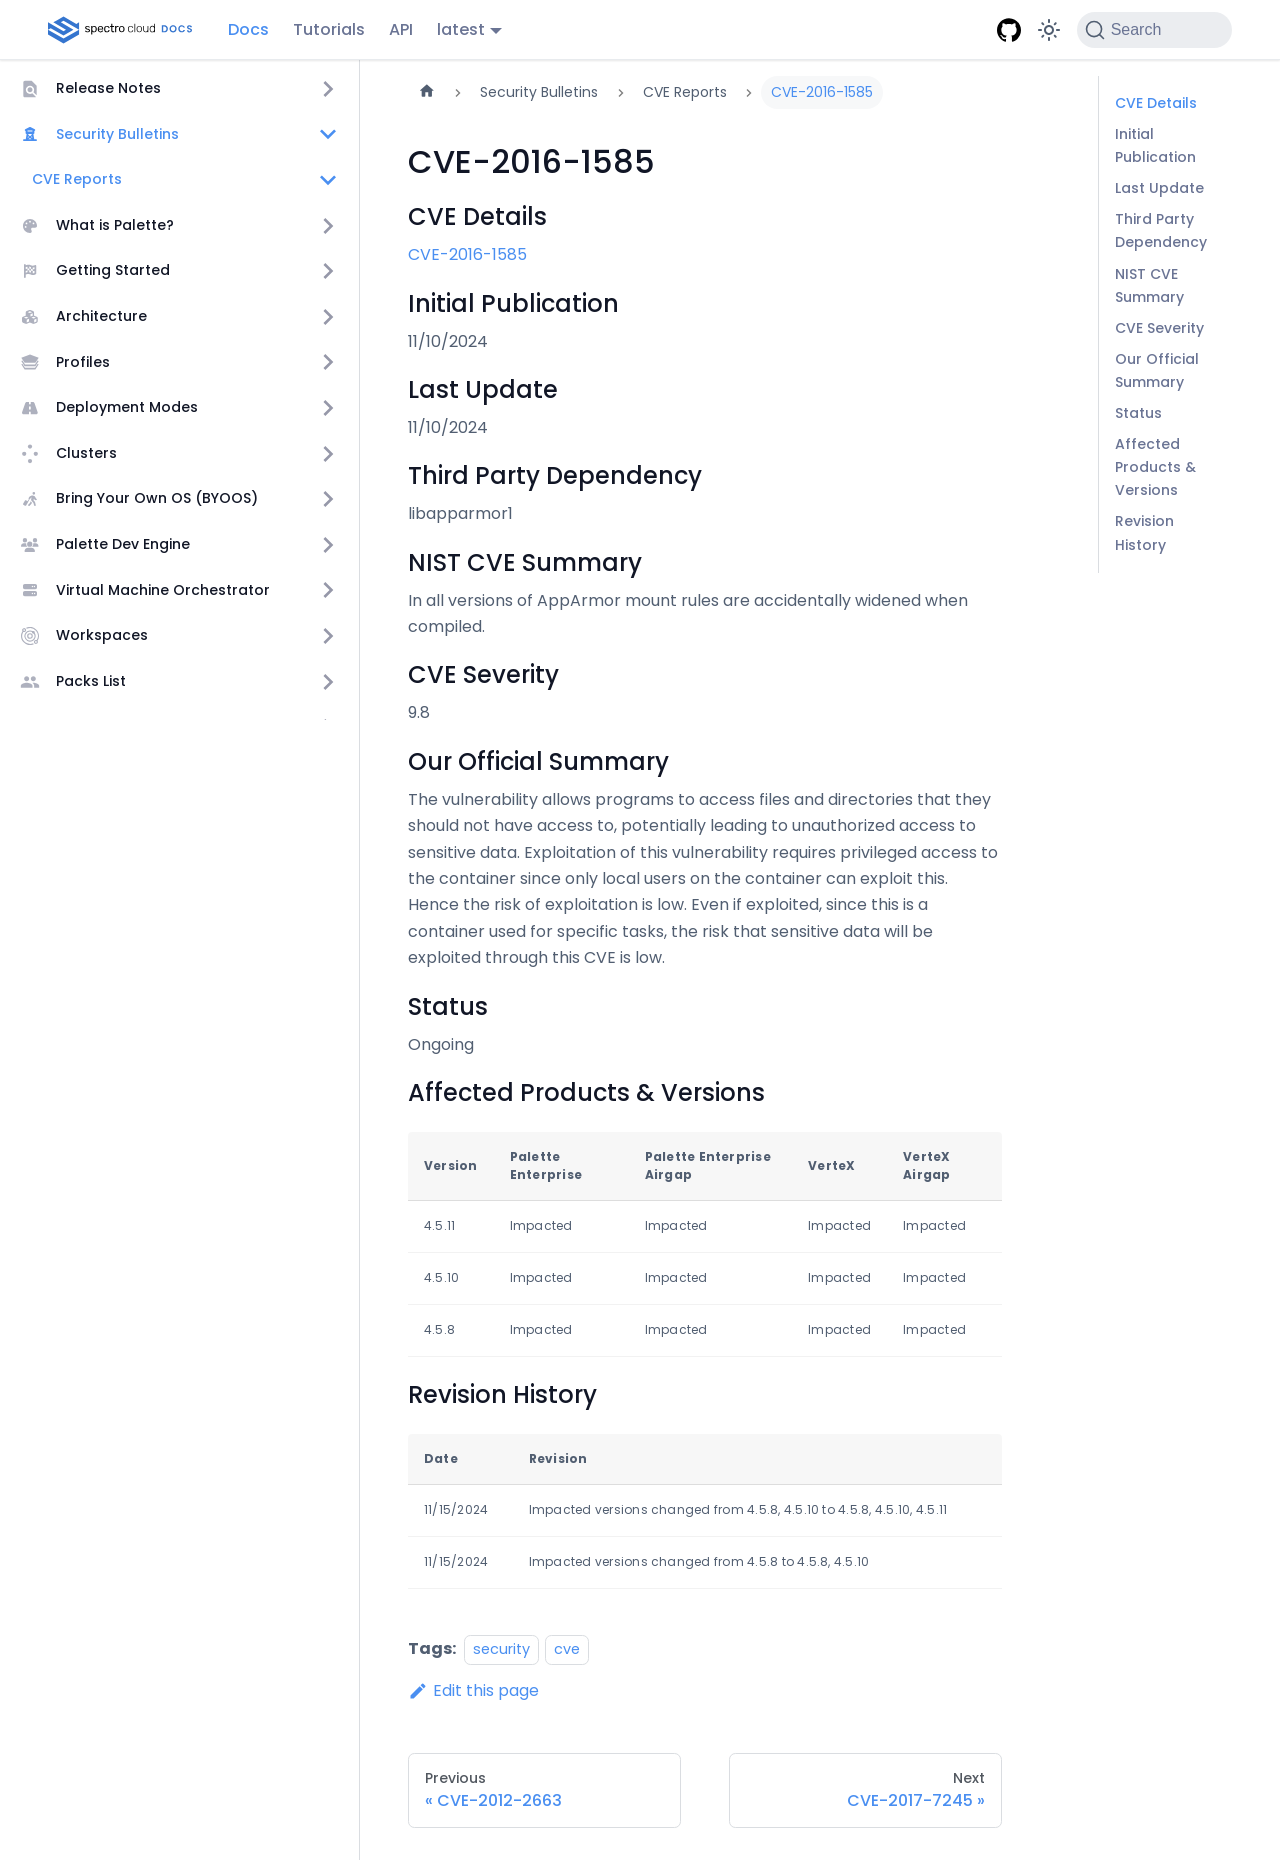 spectro cloud DOCS
Docs
Tutorials
API
latest
Search
Release Notes
Security Bulletins
CVE Reports
What is Palette?
Getting Started
Architecture
Profiles
Deployment Modes
Clusters
Bring Your Own OS (BYOOS)
Palette Dev Engine
Virtual Machine Orchestrator
Workspaces
Packs List
Security Bulletins
CVE Reports
CVE-2016-1585
CVE-2016-1585
CVE Details
CVE-2016-1585
Initial Publication
11/10/2024
Last Update
11/10/2024
Third Party Dependency
libapparmor1
NIST CVE Summary
In all versions of AppArmor mount rules are accidentally widened when
compiled.
CVE Severity
9.8
Our Official Summary
The vulnerability allows programs to access files and directories that they
should not have access to, potentially leading to unauthorized access to
sensitive data. Exploitation of this vulnerability requires privileged access to
the container since only local users on the container can exploit this.
Hence the risk of exploitation is low. Even if exploited, since this is a
container used for specific tasks, the risk that sensitive data will be
exploited through this CVE is low.
Status
Ongoing
Affected Products & Versions
Version Palette Enterprise Palette Enterprise Airgap VerteX VerteX Airgap
4.5.11 Impacted Impacted Impacted Impacted
4.5.10 Impacted Impacted Impacted Impacted
4.5.8 Impacted Impacted Impacted Impacted
Revision History
Date Revision
11/15/2024 Impacted versions changed from 4.5.8, 4.5.10 to 4.5.8, 4.5.10, 4.5.11
11/15/2024 Impacted versions changed from 4.5.8 to 4.5.8, 4.5.10
Tags: security cve
Edit this page
Previous
« CVE-2012-2663
Next
CVE-2017-7245 »
CVE Details
Initial
Publication
Last Update
Third Party
Dependency
NIST CVE
Summary
CVE Severity
Our Official
Summary
Status
Affected
Products &
Versions
Revision
History